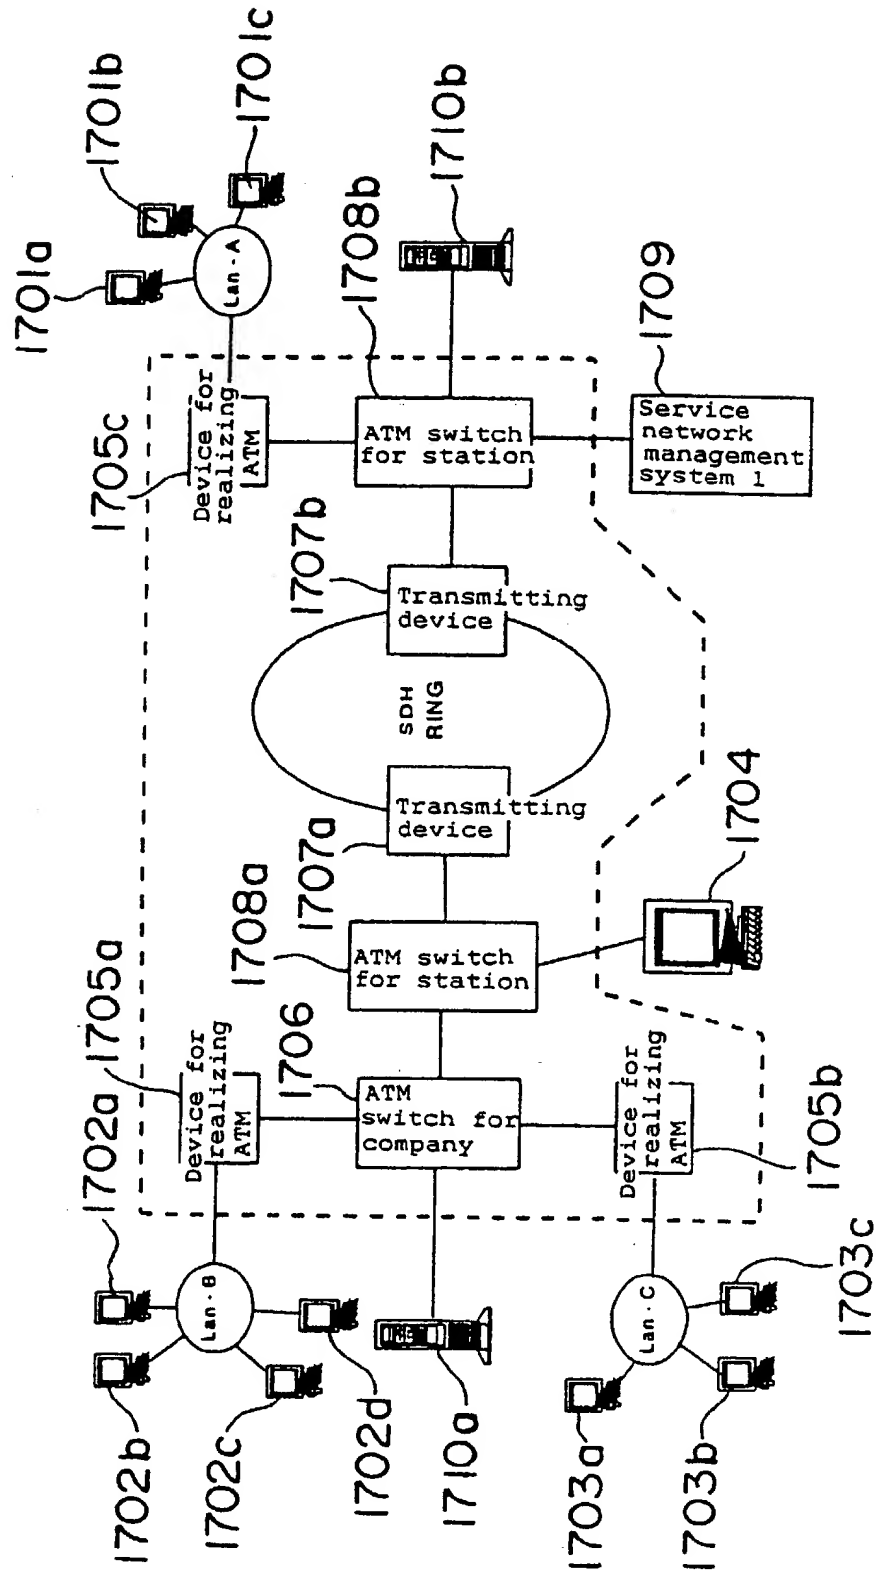 1702b
1702a
1705a
1705c
1701a
1701b
1701c
Lan·B
Device for
realizing
ATM
Device for
realizing
ATM
Lan-A
1702c
1702d
1706
1708a
1707a
1707b
1708b
1710b
ATM
switch for
company
ATM switch
for station
Transmitting
device
SDH
RING
Transmitting
device
ATM switch
for station
1710a
1703a
1703b
1703c
Lan·C
Device for
realizing
ATM
1705b
1704
Service
network
management
system 1
1709